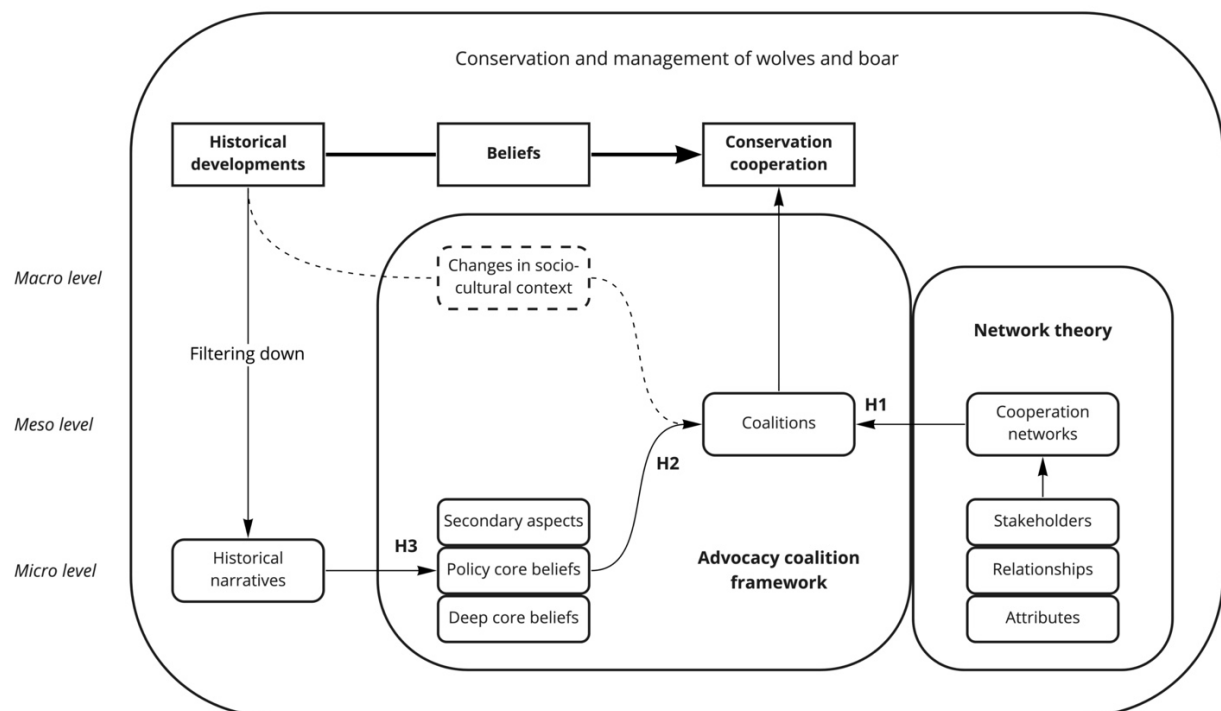 Conservation and management of wolves and boar
Historical
developments
Beliefs
Conservation
cooperation
Macro level
Changes in socio-
cultural context
Network theory
Filtering down
Meso level
Coalitions
H1
Cooperation
networks
H2
Secondary aspects
Stakeholders
Micro level
Historical
narratives
H3
Policy core beliefs
Advocacy coalition
framework
Relationships
Deep core beliefs
Attributes